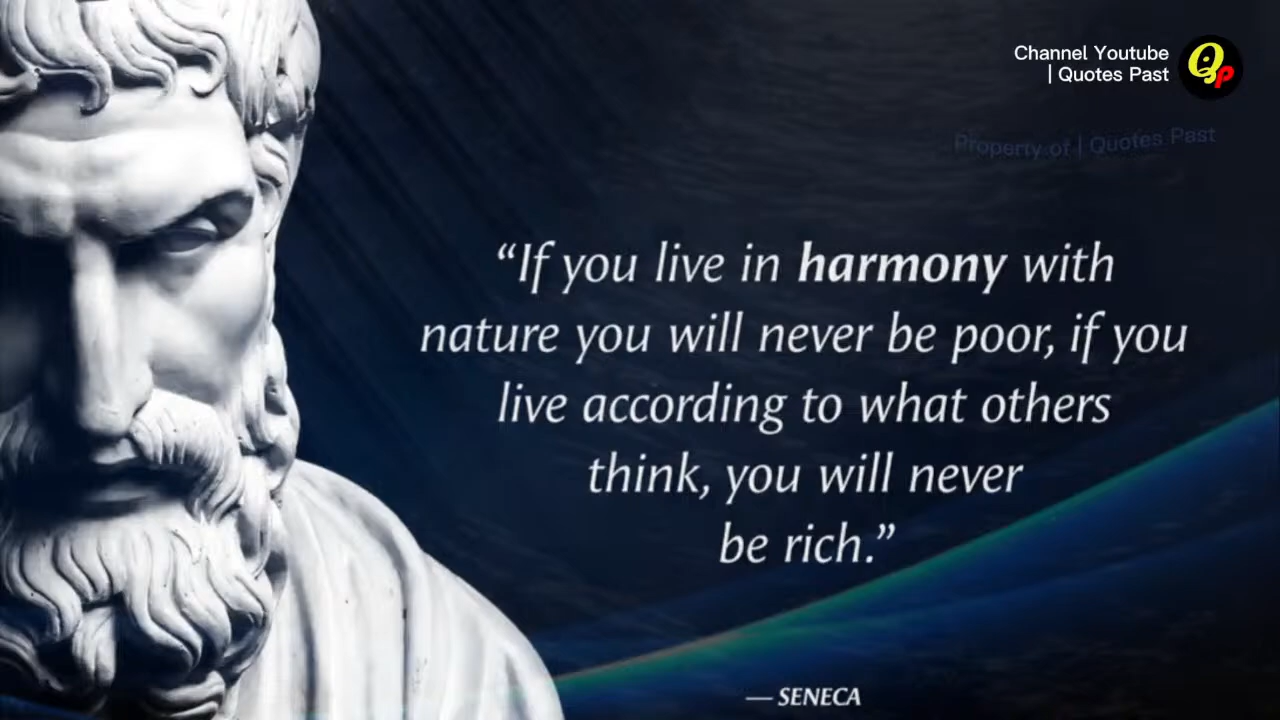 Channel Youtube
| Quotes Past
Qp
Property of | Quotes Past
“If you live in harmony with
nature you will never be poor, if you
live according to what others
think, you will never
be rich.”
— SENECA